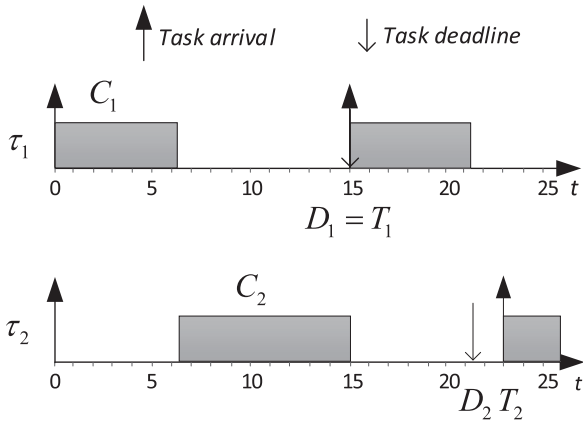 Task arrival Task deadline
C₁
τ₁
0 5 10 15 20 25 t
D₁ = T₁
C₂
τ₂
0 5 10 15 20 25 t
D₂ T₂